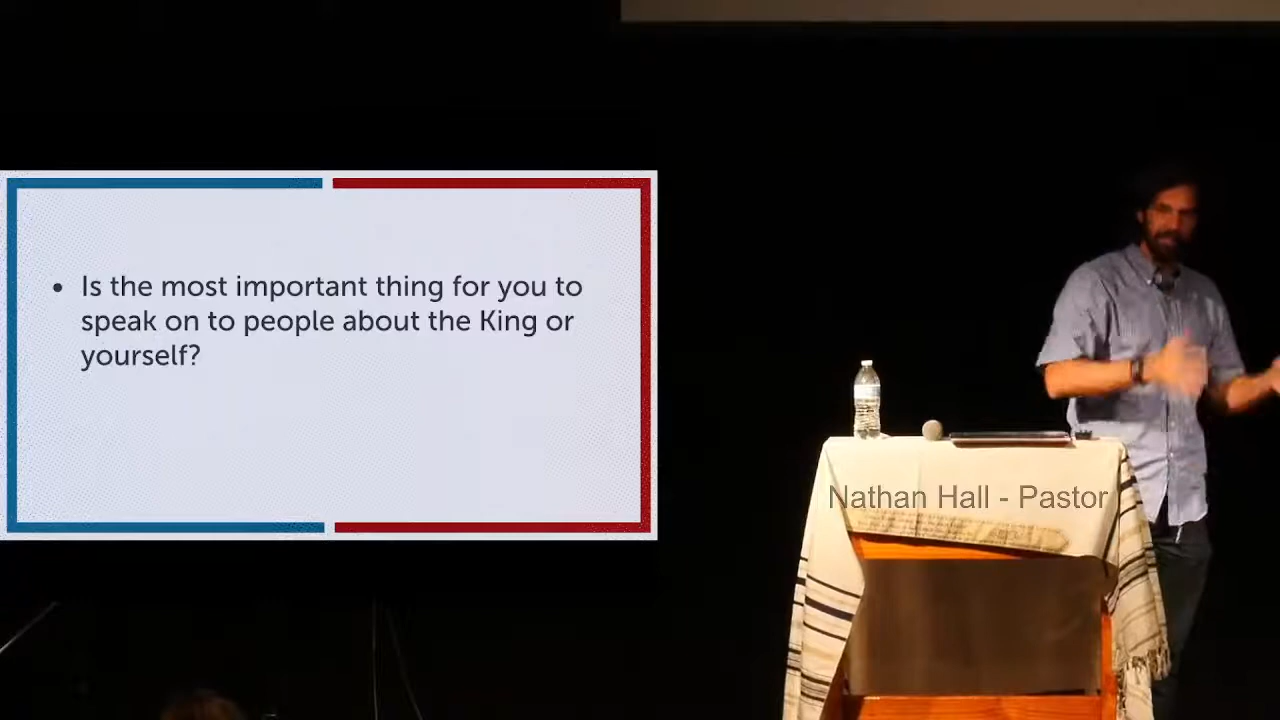 • Is the most important thing for you to
speak on to people about the King or
yourself?
Nathan Hall - Pastor